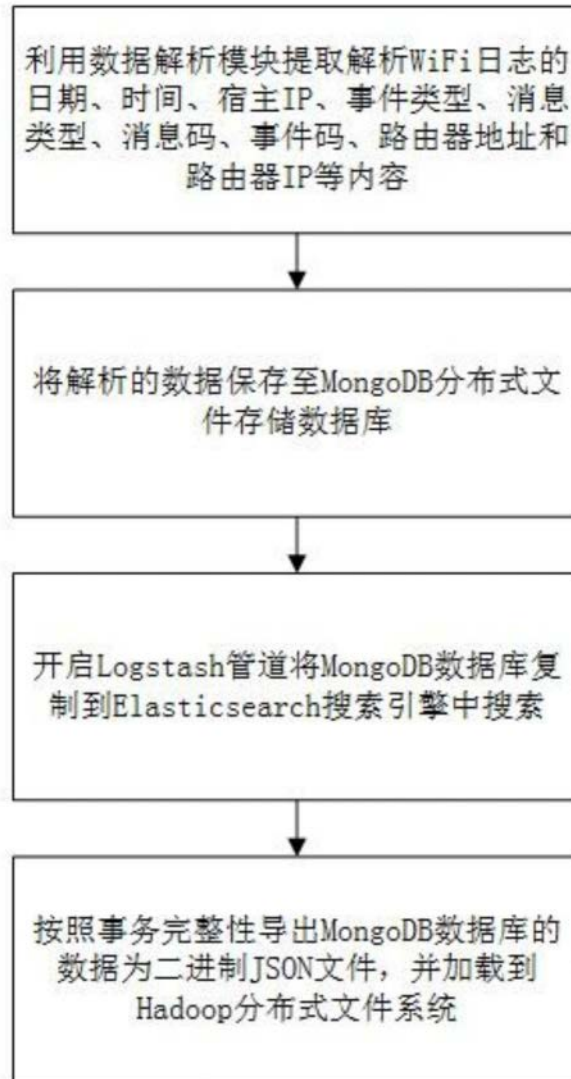 利用数据解析模块提取解析WiFi日志的
日期、时间、宿主IP、事件类型、消息
类型、消息码、事件码、路由器地址和
路由器IP等内容
将解析的数据保存至MongoDB分布式文
件存储数据库
开启Logstash管道将MongoDB数据库复
制到Elasticsearch搜索引擎中搜索
按照事务完整性导出MongoDB数据库的
数据为二进制JSON文件，并加载到
Hadoop分布式文件系统